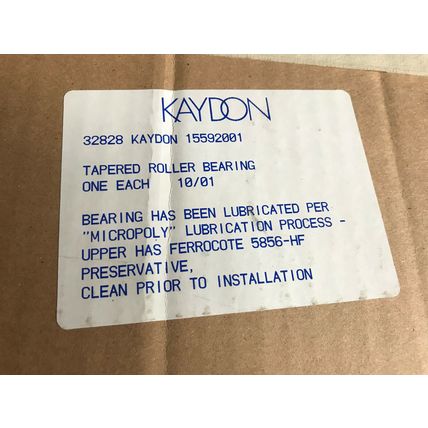 KAYDON
32828 KAYDON 15592001
TAPERED ROLLER BEARING
ONE EACH 10/01
BEARING HAS BEEN LUBRICATED PER
"MICROPOLY" LUBRICATION PROCESS -
UPPER HAS FERROCOTE 5856-HF
PRESERVATIVE,
CLEAN PRIOR TO INSTALLATION